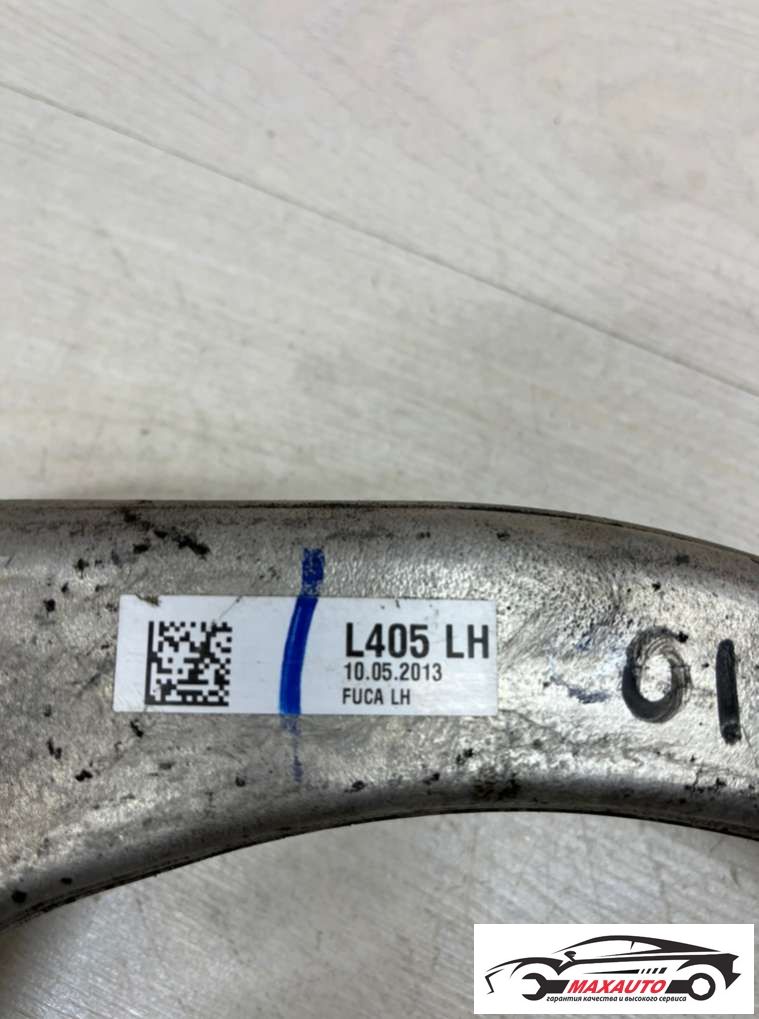 L405 LH
10.05.2013
FUCA LH
01
MAXAUTO
гарантия качества и высокого сервиса